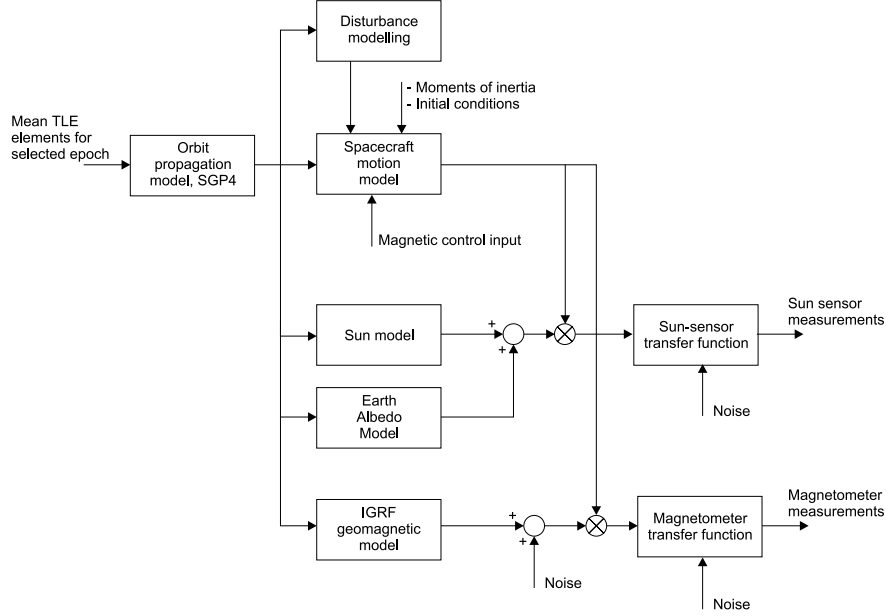 Disturbance
modelling
- Moments of inertia
- Initial conditions
Mean TLE
elements for
selected epoch
Orbit
propagation
model, SGP4
Spacecraft
motion
model
Magnetic control input
Sun model
+
+
Sun-sensor
transfer function
Sun sensor
measurements
Noise
Earth
Albedo
Model
IGRF
geomagnetic
model
+
+
Noise
Magnetometer
transfer function
Magnetometer
measurements
Noise